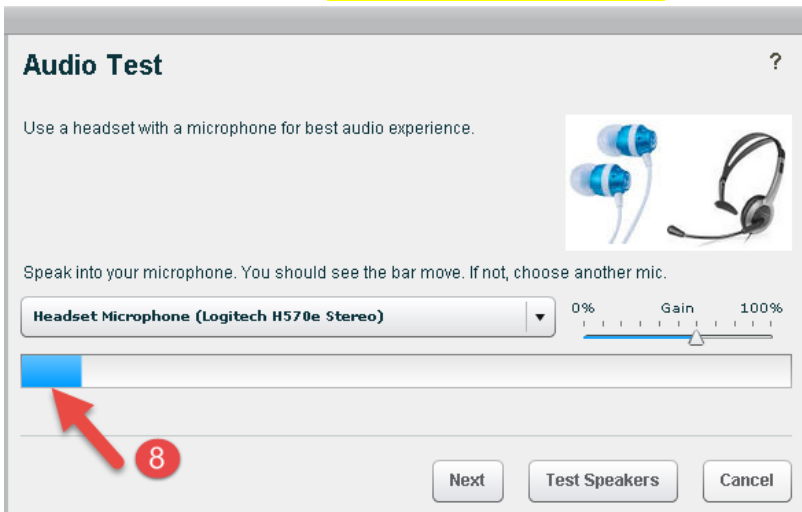 Audio Test ?
Use a headset with a microphone for best audio experience.
Speak into your microphone. You should see the bar move. If not, choose another mic.
Headset Microphone (Logitech H570e Stereo)
0% Gain 100%
8
Next Test Speakers Cancel